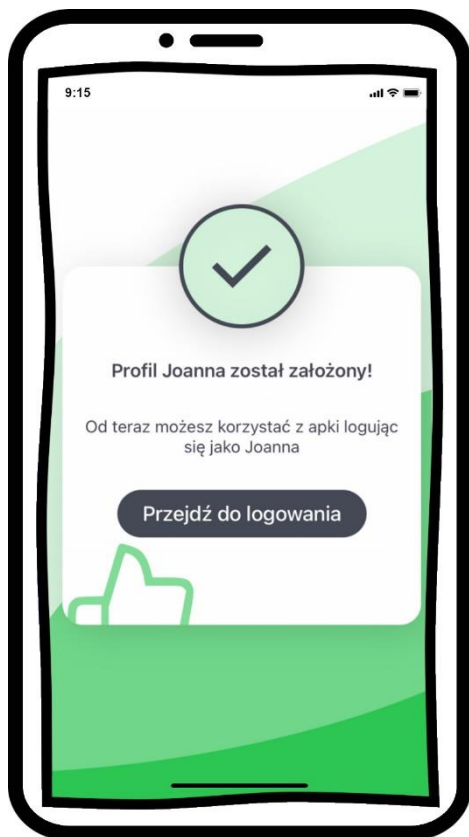 9:15
Profil Joanna został założony!
Od teraz możesz korzystać z apki logując
się jako Joanna
Przejdź do logowania